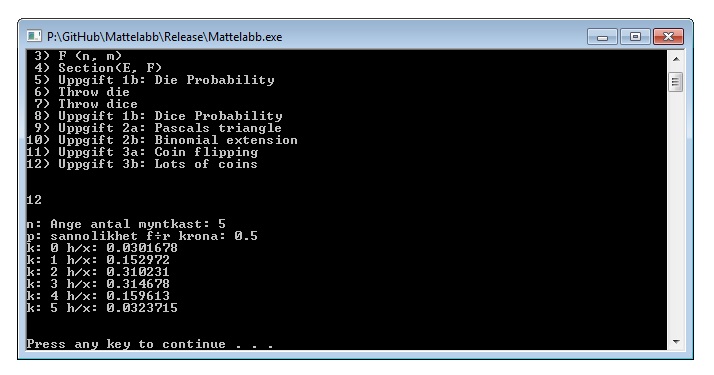 P:\GitHub\Mattelabb\Release\Mattelabb.exe
3) F (n, m)
4) Section(E, F)
5) Uppgift 1b: Die Probability
6) Throw die
7) Throw dice
8) Uppgift 1b: Dice Probability
9) Uppgift 2a: Pascals triangle
10) Uppgift 2b: Binomial extension
11) Uppgift 3a: Coin flipping
12) Uppgift 3b: Lots of coins
12
n: Ange antal myntkast: 5
p: sannolikhet f÷r krona: 0.5
k: 0 h/x: 0.0301678
k: 1 h/x: 0.152972
k: 2 h/x: 0.310231
k: 3 h/x: 0.314678
k: 4 h/x: 0.159613
k: 5 h/x: 0.0323715
Press any key to continue . . .